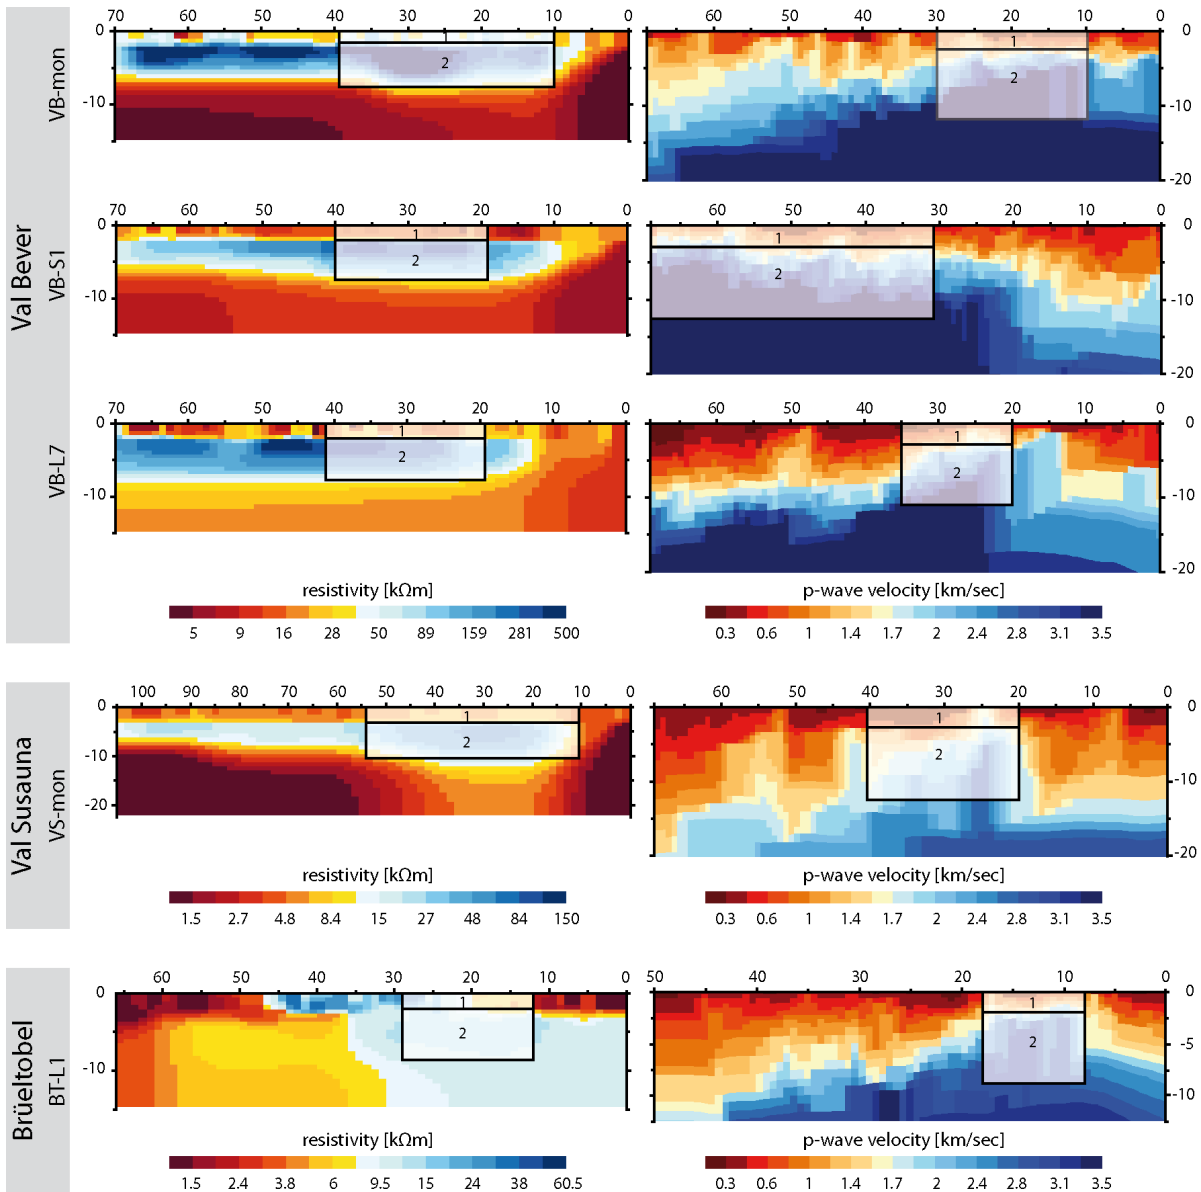 70 60 50 40 30 20 10 0
60 50 40 30 20 10 0
0
-10
0
-10
-20
1
2
1
2
VB-mon
70 60 50 40 30 20 10 0
60 50 40 30 20 10 0
0
-10
0
-10
-20
1
2
1
2
Val Bever
VB-S1
70 60 50 40 30 20 10 0
60 50 40 30 20 10 0
0
-10
0
-10
-20
1
2
1
2
VB-L7
resistivity [kΩm]
5 9 16 28 50 89 159 281 500
p-wave velocity [km/sec]
0.3 0.6 1 1.4 1.7 2 2.4 2.8 3.1 3.5
100 90 80 70 60 50 40 30 20 10 0
60 50 40 30 20 10 0
0
-10
-20
0
-10
-20
1
2
1
2
Val Susauna
VS-mon
resistivity [kΩm]
1.5 2.7 4.8 8.4 15 27 48 84 150
p-wave velocity [km/sec]
0.3 0.6 1 1.4 1.7 2 2.4 2.8 3.1 3.5
60 50 40 30 20 10 0
50 40 30 20 10 0
0
-10
0
-5
-10
1
2
1
2
Brüeltobel
BT-L1
resistivity [kΩm]
1.5 2.4 3.8 6 9.5 15 24 38 60.5
p-wave velocity [km/sec]
0.3 0.6 1 1.4 1.7 2 2.4 2.8 3.1 3.5